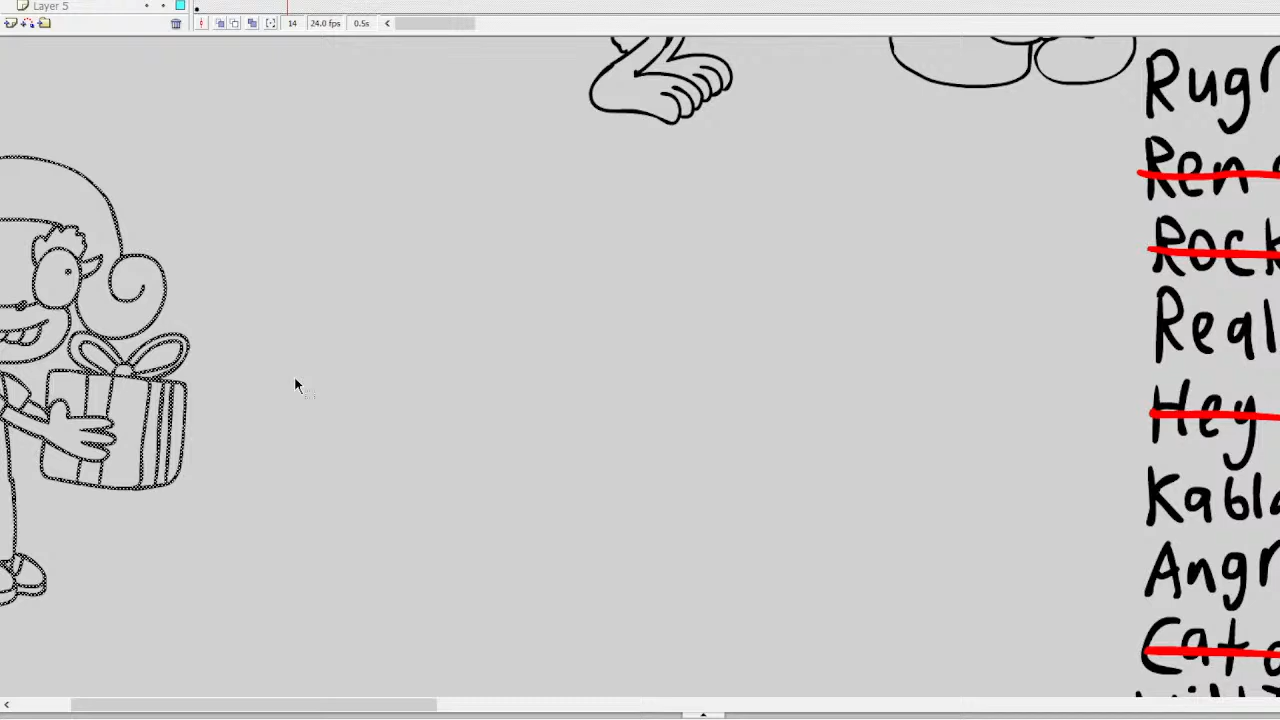 Layer 5
14 24.0 fps 0.5s
Rugr
Ren
Rock
Real
Hey
Kabl
Angr
Cat